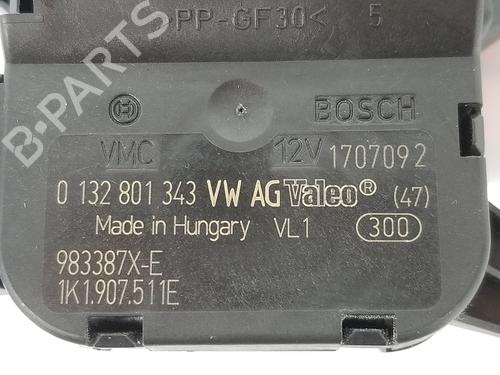 >PP-GF30< 5
BOSCH
VMC 12V 1707092
0 132 801 343 VW AG Valeo® (47)
Made in Hungary VL1 300
983387X-E
1K1.907.511E
B-PARTS